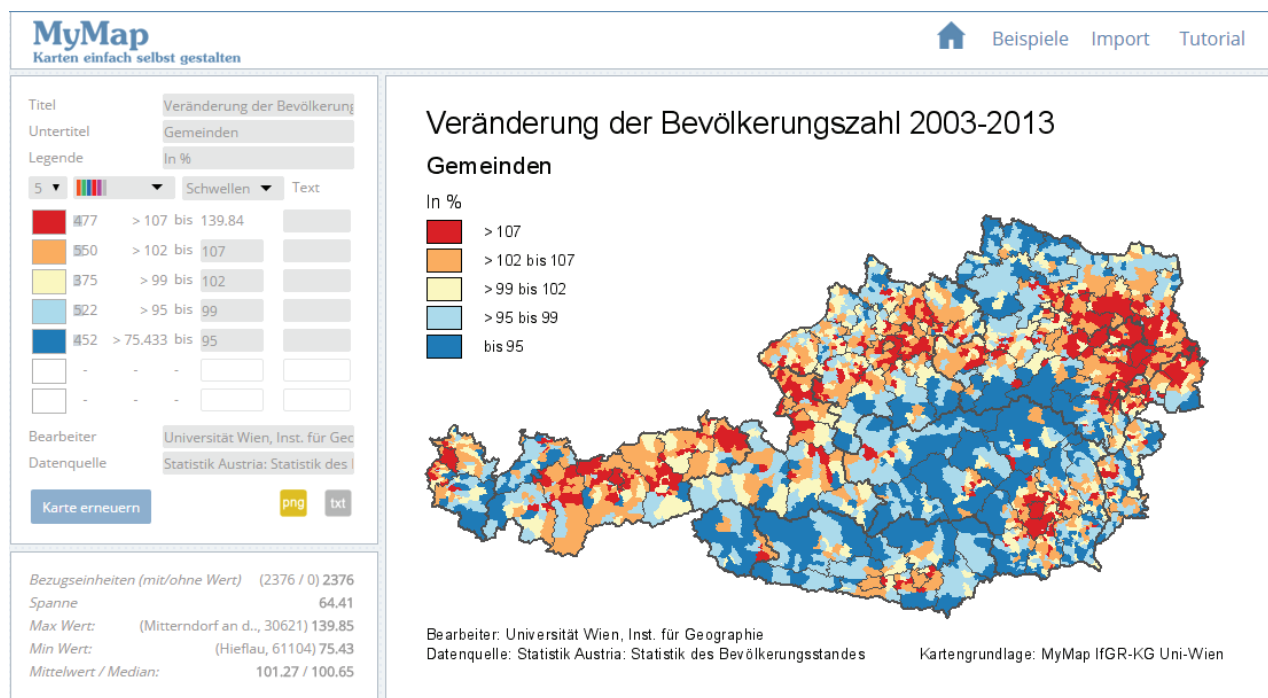 MyMap
Karten einfach selbst gestalten
Beispiele Import Tutorial
Titel Veränderung der Bevölkerung
Untertitel Gemeinden
Legende In %
5 Schwellen Text
477 > 107 bis 139.84
550 > 102 bis 107
375 > 99 bis 102
522 > 95 bis 99
452 > 75.433 bis 95
- - -
- - -
Bearbeiter Universität Wien, Inst. für Geo
Datenquelle Statistik Austria: Statistik des
Karte erneuern png txt
Bezugseinheiten (mit/ohne Wert) (2376 / 0) 2376
Spanne 64.41
Max Wert: (Mitterndorf an d.., 30621) 139.85
Min Wert: (Hieflau, 61104) 75.43
Mittelwert / Median: 101.27 / 100.65
Veränderung der Bevölkerungszahl 2003-2013
Gemeinden
In %
> 107
> 102 bis 107
> 99 bis 102
> 95 bis 99
bis 95
Bearbeiter: Universität Wien, Inst. für Geographie
Datenquelle: Statistik Austria: Statistik des Bevölkerungsstandes Kartengrundlage: MyMap IfGR-KG Uni-Wien